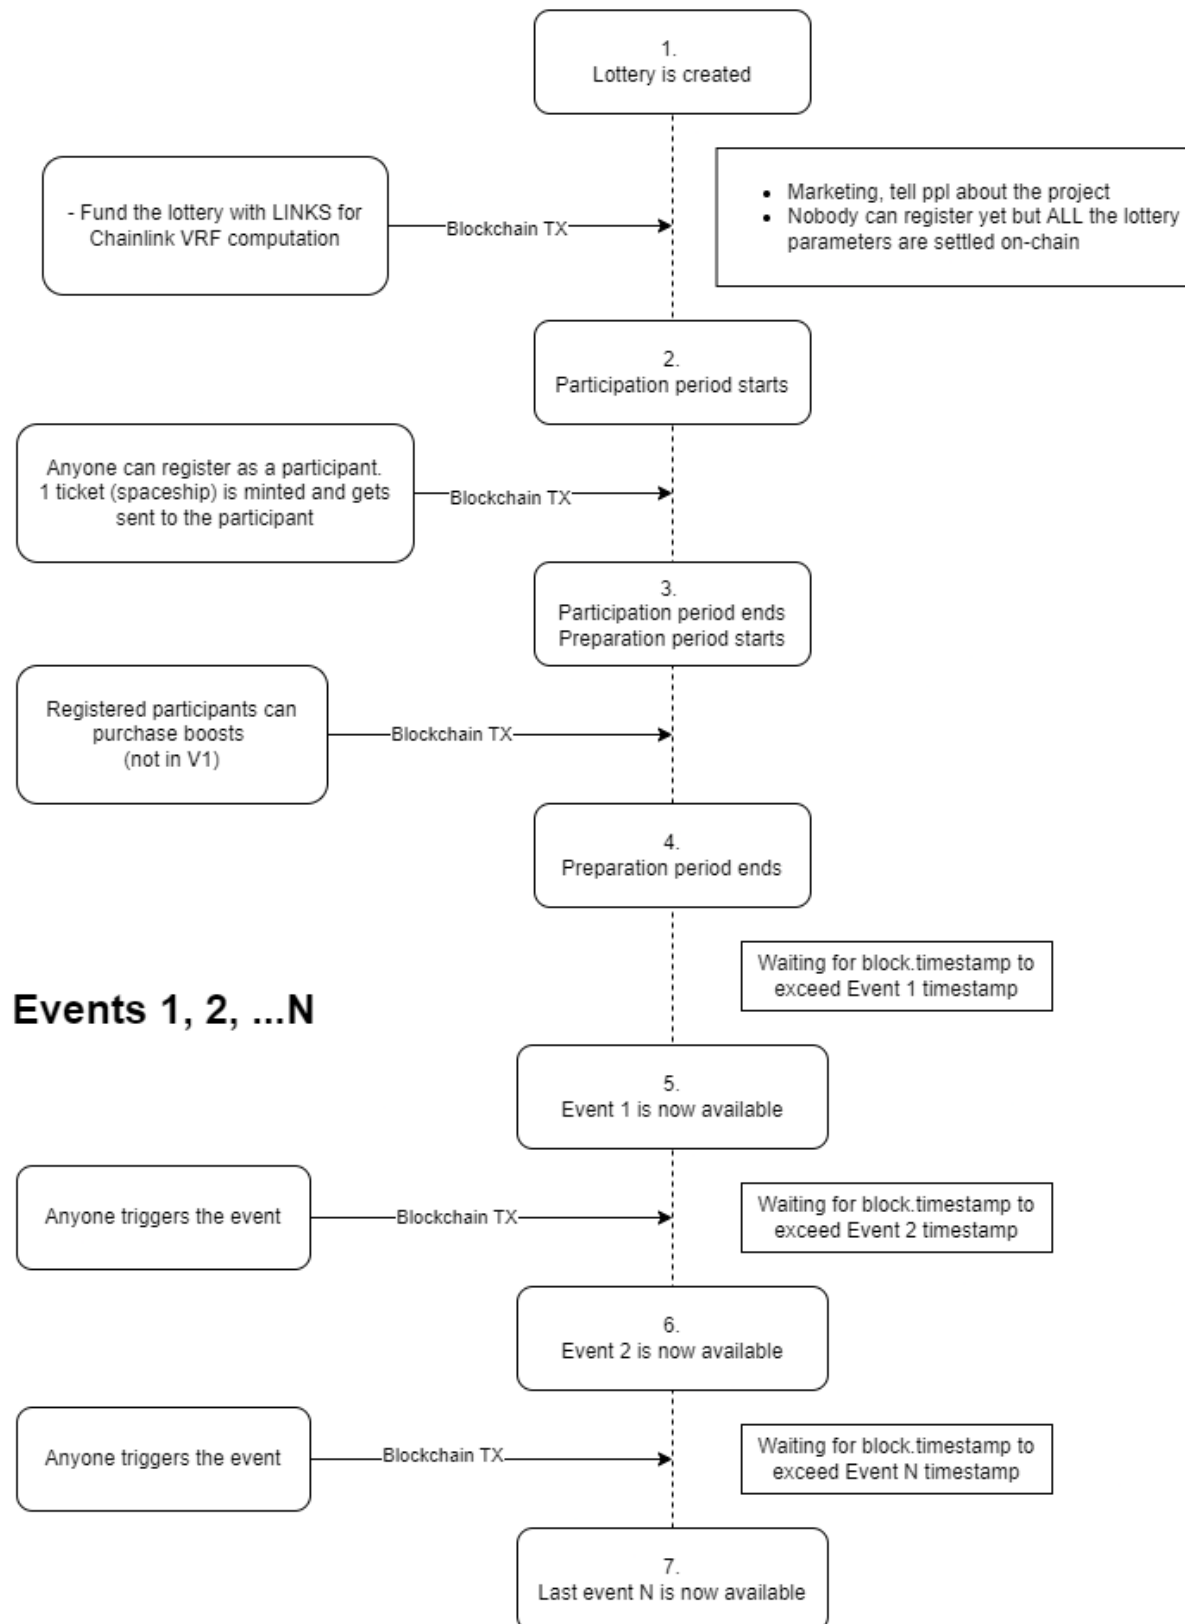 1.
Lottery is created
- Fund the lottery with LINKS for
Chainlink VRF computation
Blockchain TX
• Marketing, tell ppl about the project
• Nobody can register yet but ALL the lottery
parameters are settled on-chain
2.
Participation period starts
Anyone can register as a participant.
1 ticket (spaceship) is minted and gets
sent to the participant
Blockchain TX
3.
Participation period ends
Preparation period starts
Registered participants can
purchase boosts
(not in V1)
Blockchain TX
4.
Preparation period ends
Waiting for block.timestamp to
exceed Event 1 timestamp
Events 1, 2, ...N
5.
Event 1 is now available
Anyone triggers the event
Blockchain TX
Waiting for block.timestamp to
exceed Event 2 timestamp
6.
Event 2 is now available
Anyone triggers the event
Blockchain TX
Waiting for block.timestamp to
exceed Event N timestamp
7.
Last event N is now available